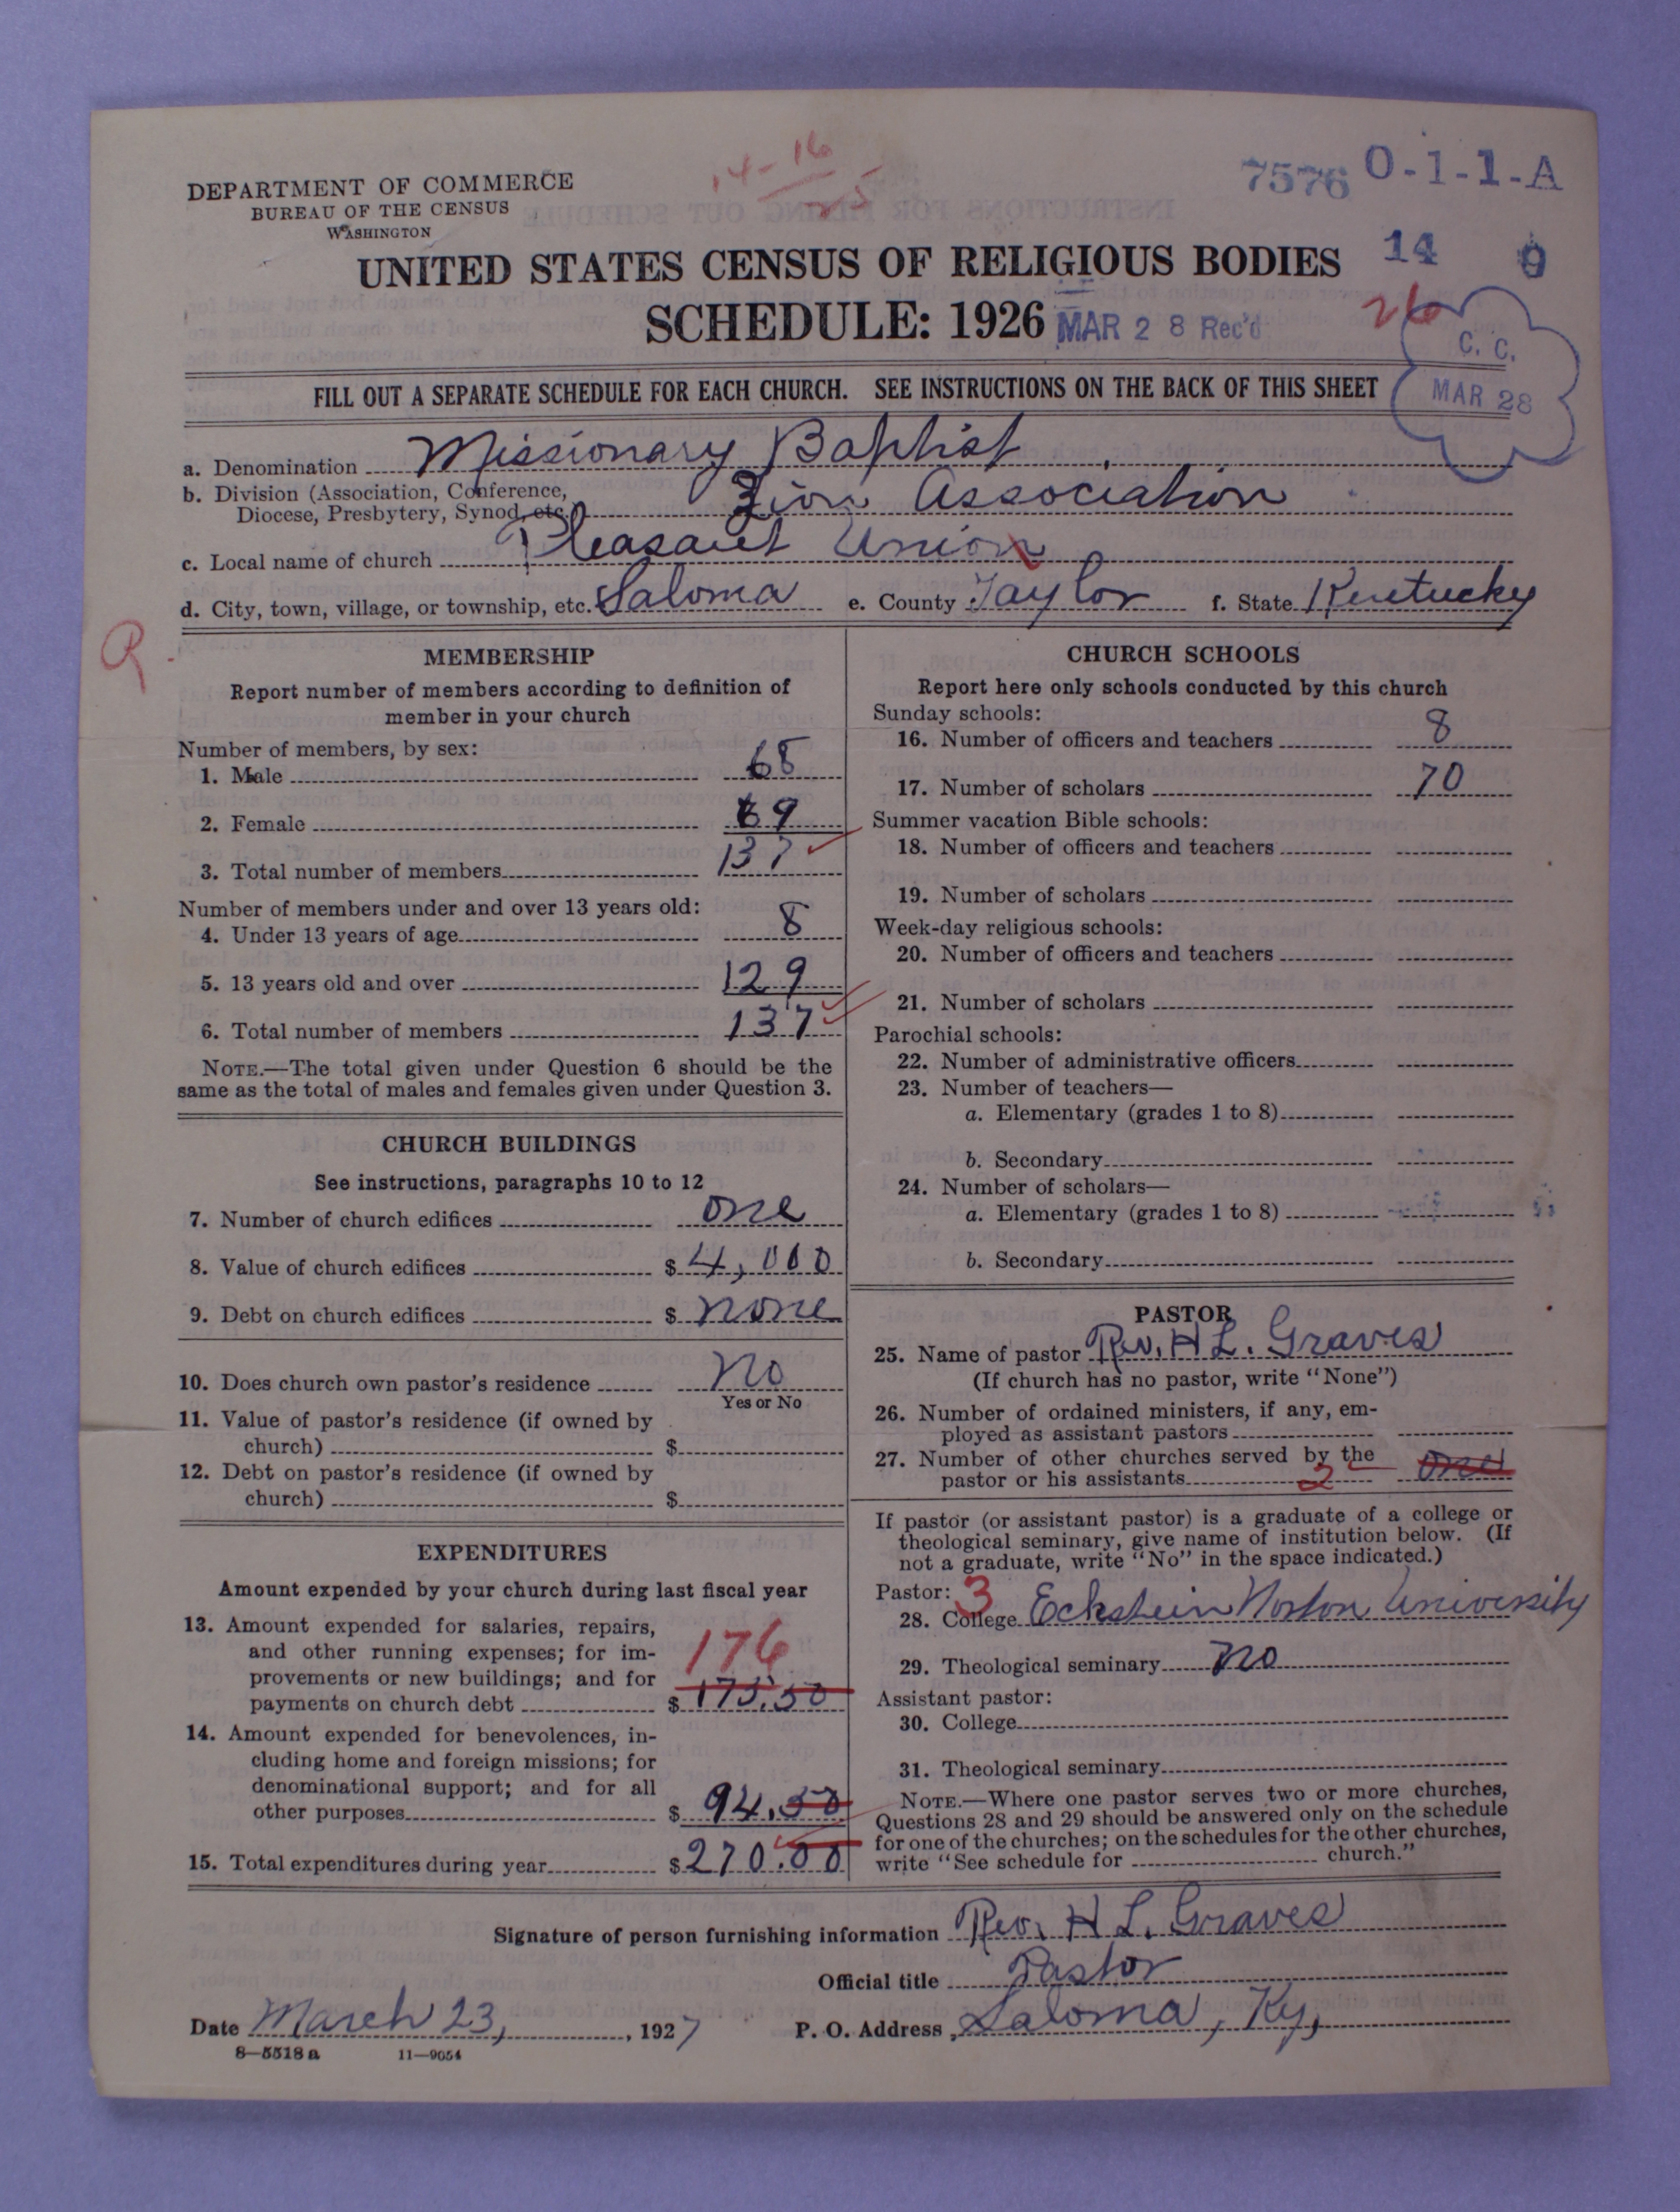 14-16
25
7576 0-1-1-A
DEPARTMENT OF COMMERCE
BUREAU OF THE CENSUS
WASHINGTON
14 0
UNITED STATES CENSUS OF RELIGIOUS BODIES
26
SCHEDULE: 1926 MAR 28 Rec'd
C. C.
MAR 28
FILL OUT A SEPARATE SCHEDULE FOR EACH CHURCH. SEE INSTRUCTIONS ON THE BACK OF THIS SHEET
a. Denomination Missionary Baptist
b. Division (Association, Conference,
Diocese, Presbytery, Synod, etc.) Zion Association
c. Local name of church Pleasant Union
d. City, town, village, or township, etc. Saloma e. County Taylor f. State Kentucky
MEMBERSHIP
Report number of members according to definition of
member in your church
Number of members, by sex:
1. Male 68
2. Female 69
3. Total number of members 137
Number of members under and over 13 years old:
4. Under 13 years of age 8
5. 13 years old and over 129
6. Total number of members 137
NOTE.—The total given under Question 6 should be the
same as the total of males and females given under Question 3.
CHURCH BUILDINGS
See instructions, paragraphs 10 to 12
7. Number of church edifices one
8. Value of church edifices $ 4,000
9. Debt on church edifices $ none
10. Does church own pastor's residence No
Yes or No
11. Value of pastor's residence (if owned by
church) $
12. Debt on pastor's residence (if owned by
church) $
EXPENDITURES
Amount expended by your church during last fiscal year
13. Amount expended for salaries, repairs,
and other running expenses; for im-
provements or new buildings; and for 176
payments on church debt $ 175.50
14. Amount expended for benevolences, in-
cluding home and foreign missions; for
denominational support; and for all
other purposes $ 94.50
15. Total expenditures during year $ 270.00
CHURCH SCHOOLS
Report here only schools conducted by this church
Sunday schools:
16. Number of officers and teachers 8
17. Number of scholars 70
Summer vacation Bible schools:
18. Number of officers and teachers
19. Number of scholars
Week-day religious schools:
20. Number of officers and teachers
21. Number of scholars
Parochial schools:
22. Number of administrative officers
23. Number of teachers—
a. Elementary (grades 1 to 8)
b. Secondary
24. Number of scholars—
a. Elementary (grades 1 to 8)
b. Secondary
PASTOR
25. Name of pastor Rev. H L. Graves
(If church has no pastor, write "None")
26. Number of ordained ministers, if any, em-
ployed as assistant pastors
27. Number of other churches served by the
pastor or his assistants 2 one
If pastor (or assistant pastor) is a graduate of a college or
theological seminary, give name of institution below. (If
not a graduate, write "No" in the space indicated.)
Pastor: 3
28. College Eckstein Norton University
29. Theological seminary no
Assistant pastor:
30. College
31. Theological seminary
NOTE.—Where one pastor serves two or more churches,
Questions 28 and 29 should be answered only on the schedule
for one of the churches; on the schedules for the other churches,
write "See schedule for church."
Signature of person furnishing information Rev. H L. Graves
Official title Pastor
Date March 23, , 1927 P. O. Address Saloma, Ky,
8—5518 a 11—9054